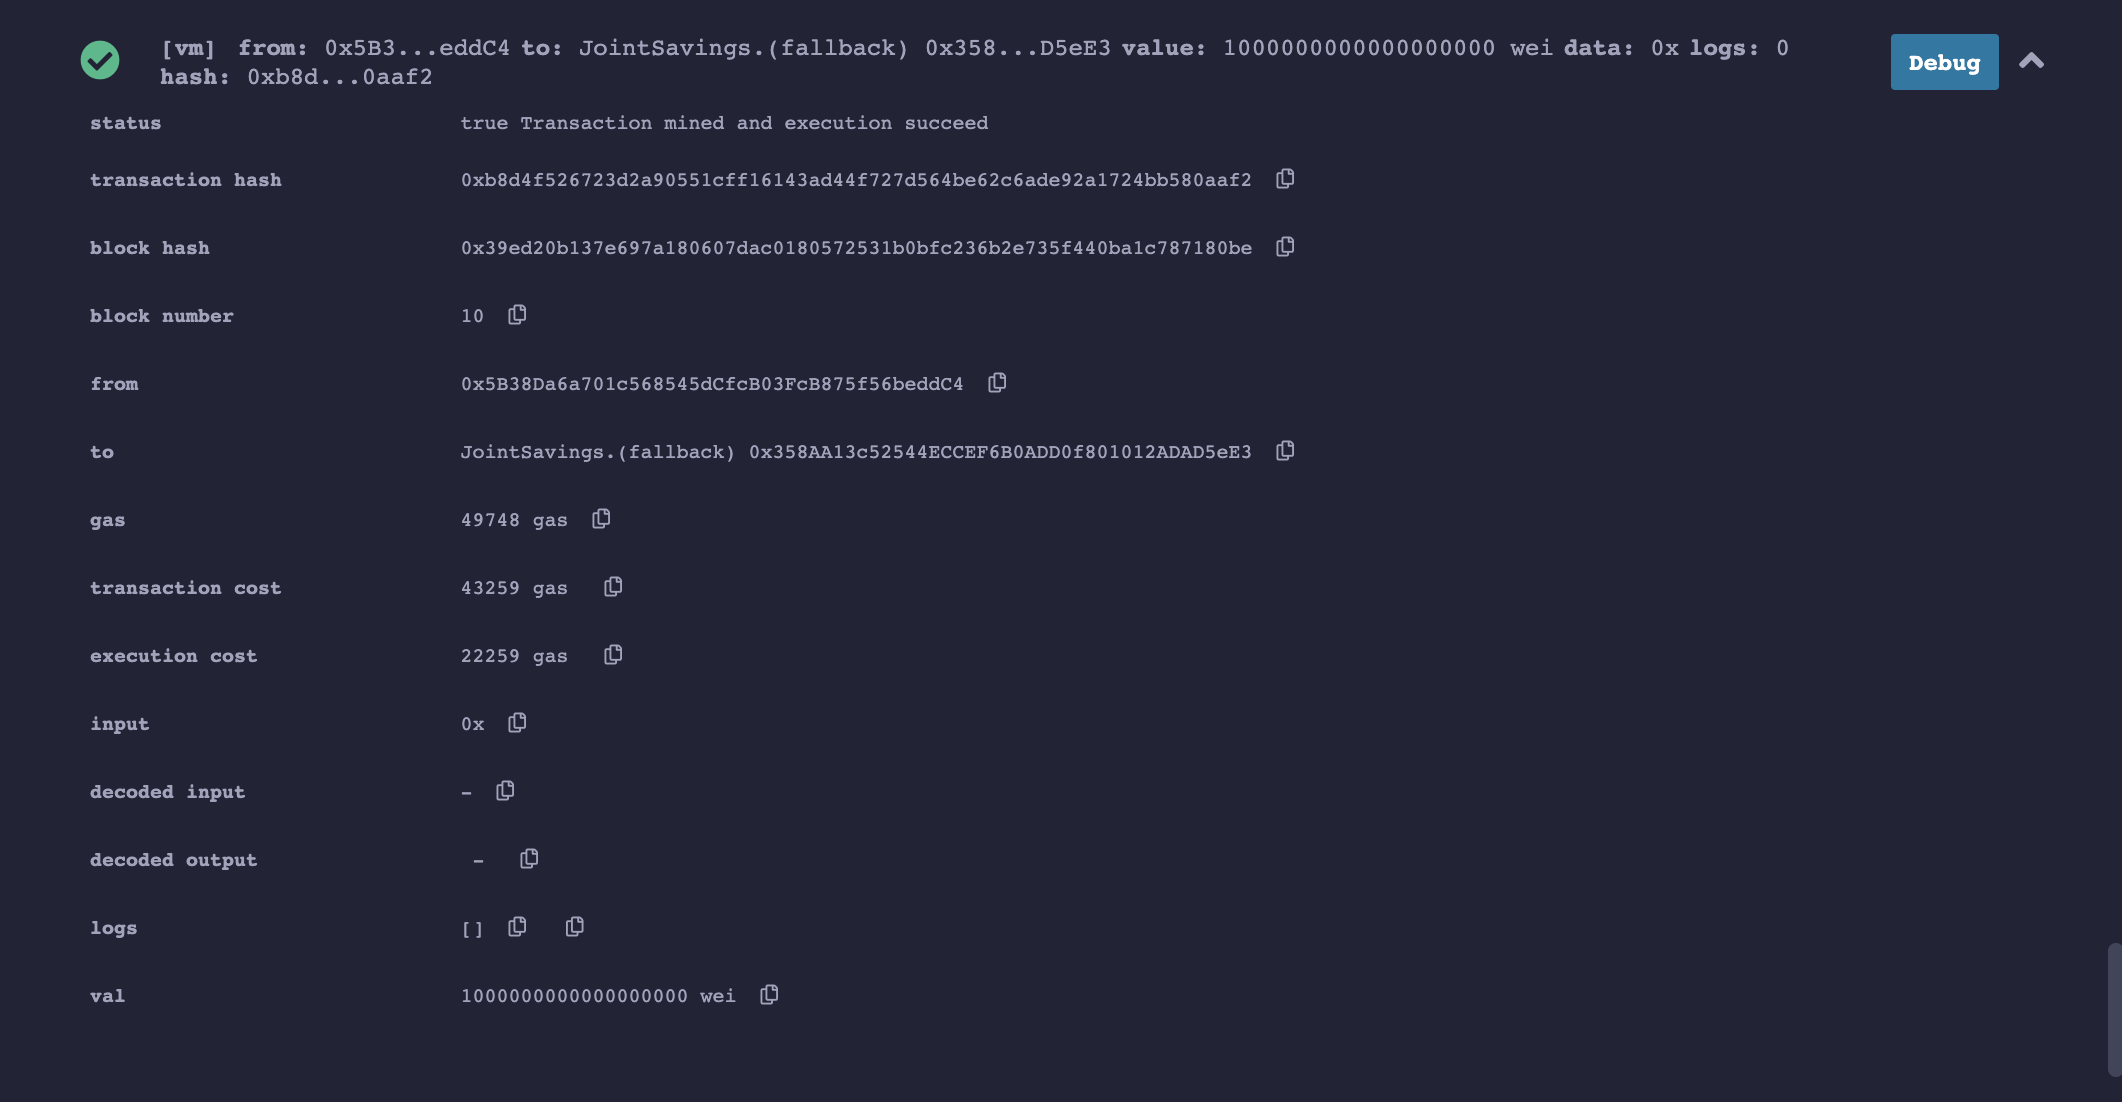 [vm] from: 0x5B3...eddC4 to: JointSavings.(fallback) 0x358...D5eE3 value: 1000000000000000000 wei data: 0x logs: 0
hash: 0xb8d...0aaf2
Debug
status true Transaction mined and execution succeed
transaction hash 0xb8d4f526723d2a90551cff16143ad44f727d564be62c6ade92a1724bb580aaf2
block hash 0x39ed20b137e697a180607dac0180572531b0bfc236b2e735f440ba1c787180be
block number 10
from 0x5B38Da6a701c568545dCfcB03FcB875f56beddC4
to JointSavings.(fallback) 0x358AA13c52544ECCEF6B0ADD0f801012ADAD5eE3
gas 49748 gas
transaction cost 43259 gas
execution cost 22259 gas
input 0x
decoded input -
decoded output -
logs []
val 1000000000000000000 wei